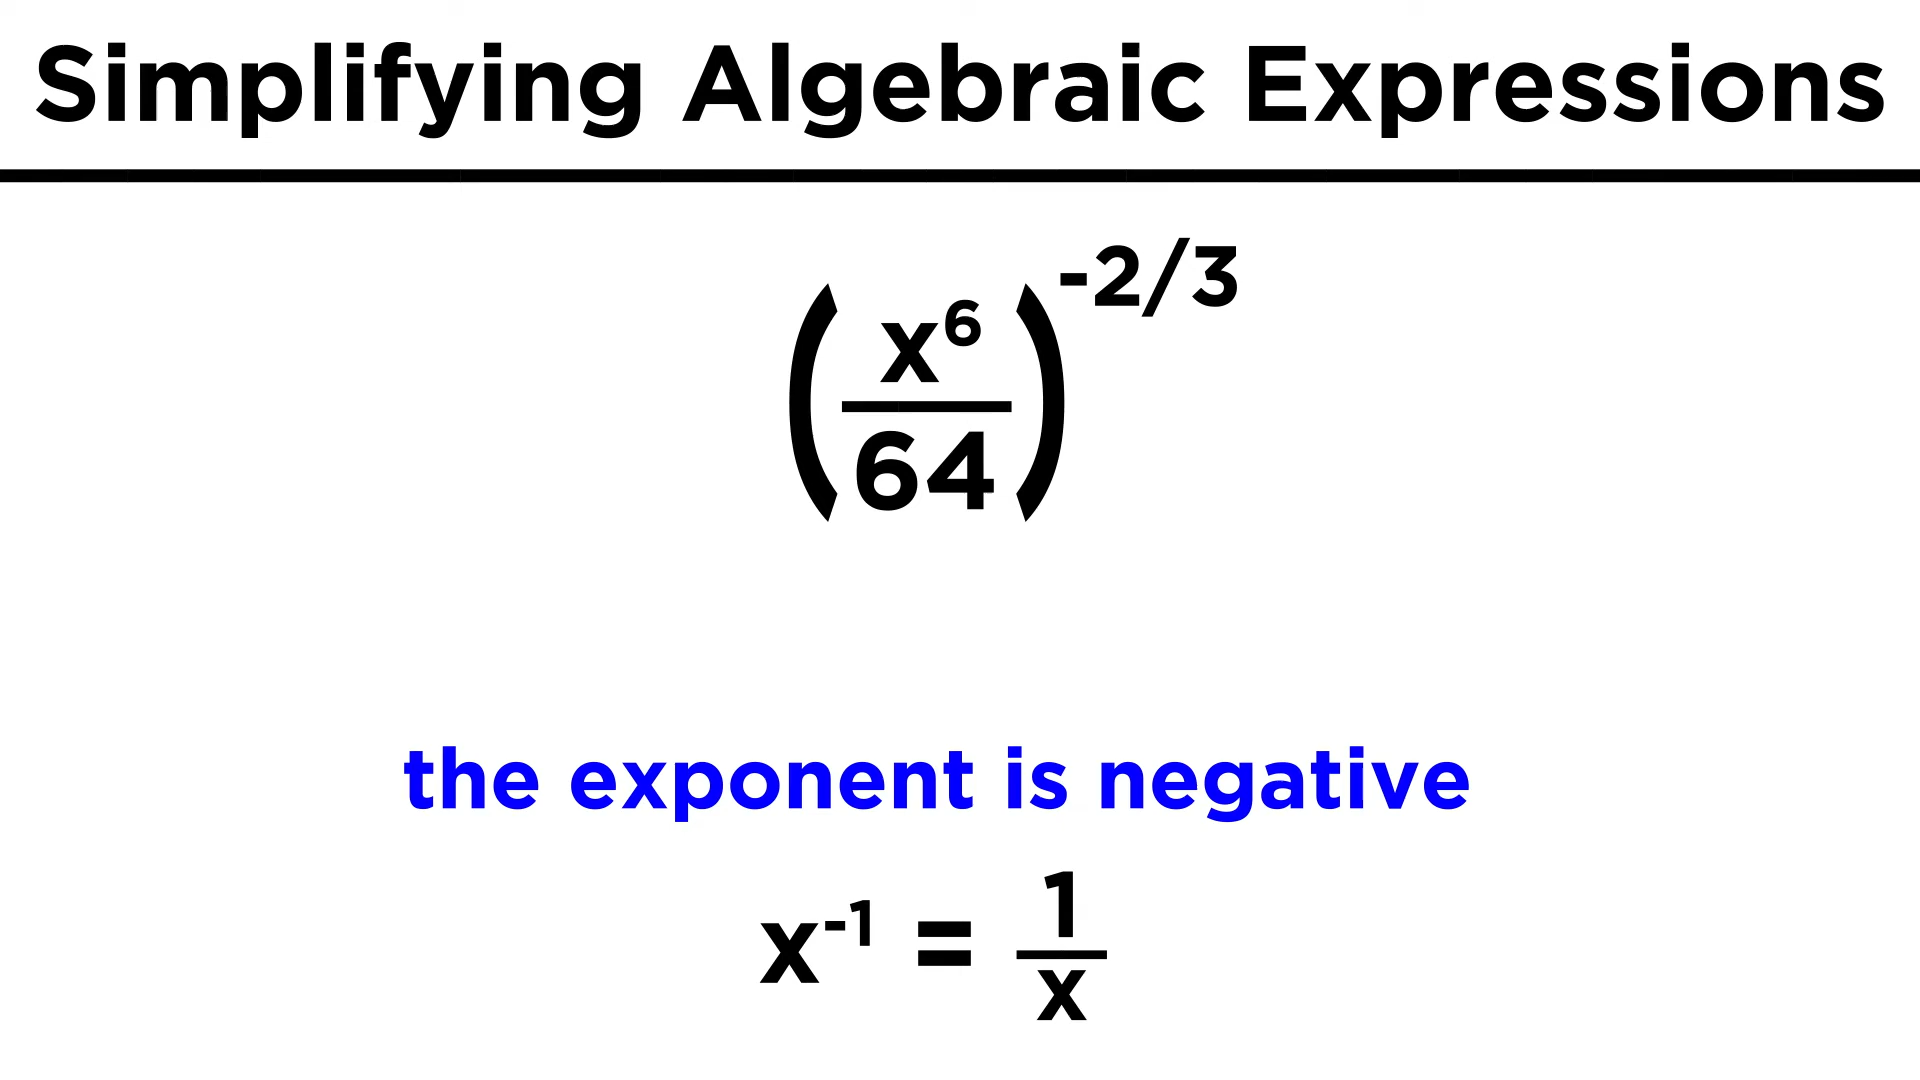 Simplifying Algebraic Expressions
(x⁶/64)^-2/3
the exponent is negative
x⁻¹ = 1/x